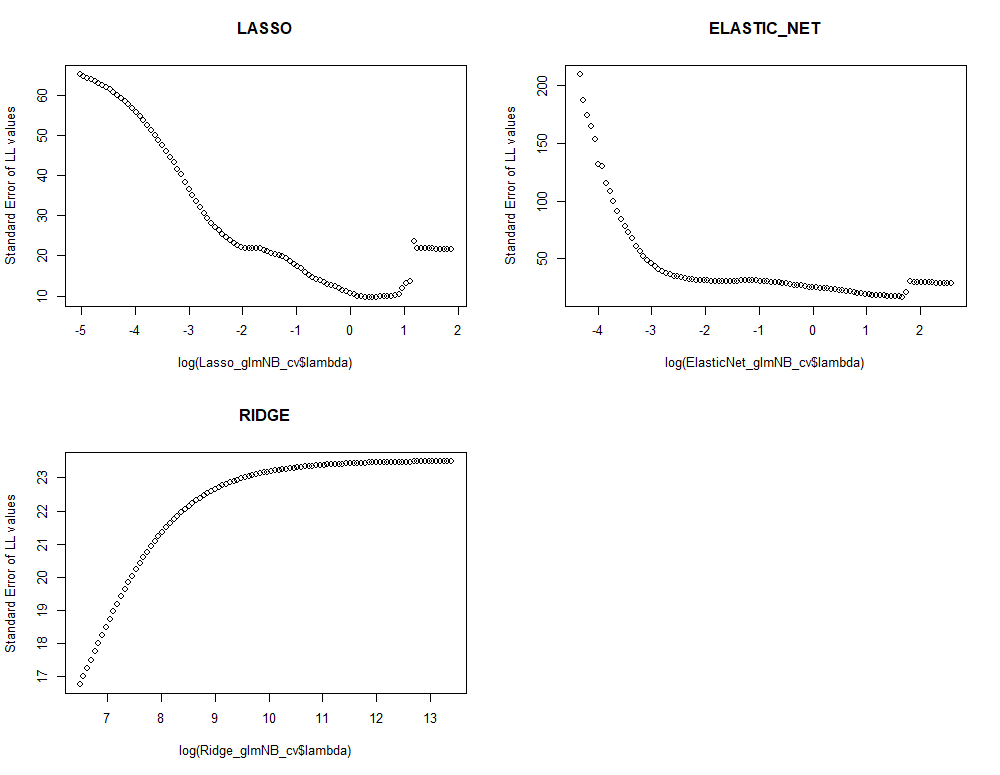 LASSO
Standard Error of LL values
60
50
40
30
20
10
-5 -4 -3 -2 -1 0 1 2
log(Lasso_glmNB_cv$lambda)
ELASTIC_NET
Standard Error of LL values
200
150
100
50
-4 -3 -2 -1 0 1 2
log(ElasticNet_glmNB_cv$lambda)
RIDGE
Standard Error of LL values
23
22
21
20
19
18
17
7 8 9 10 11 12 13
log(Ridge_glmNB_cv$lambda)